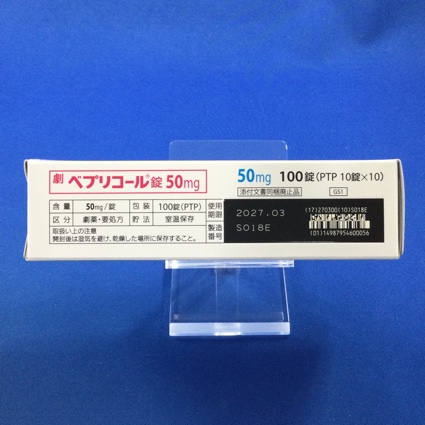 劇 ベプリコール®錠 50mg
50mg 100錠(PTP 10錠×10)
添付文書同梱廃止品 GS1
含量 50mg/錠 包装 100錠(PTP)
区分 劇薬・要処方 貯法 室温保存
取扱い上の注意
開封後は湿気を避け、乾燥した場所に保存すること。
使用期限 2027.03
製造番号 S018E
(17)270300(10)S018E
(01)14987954600056